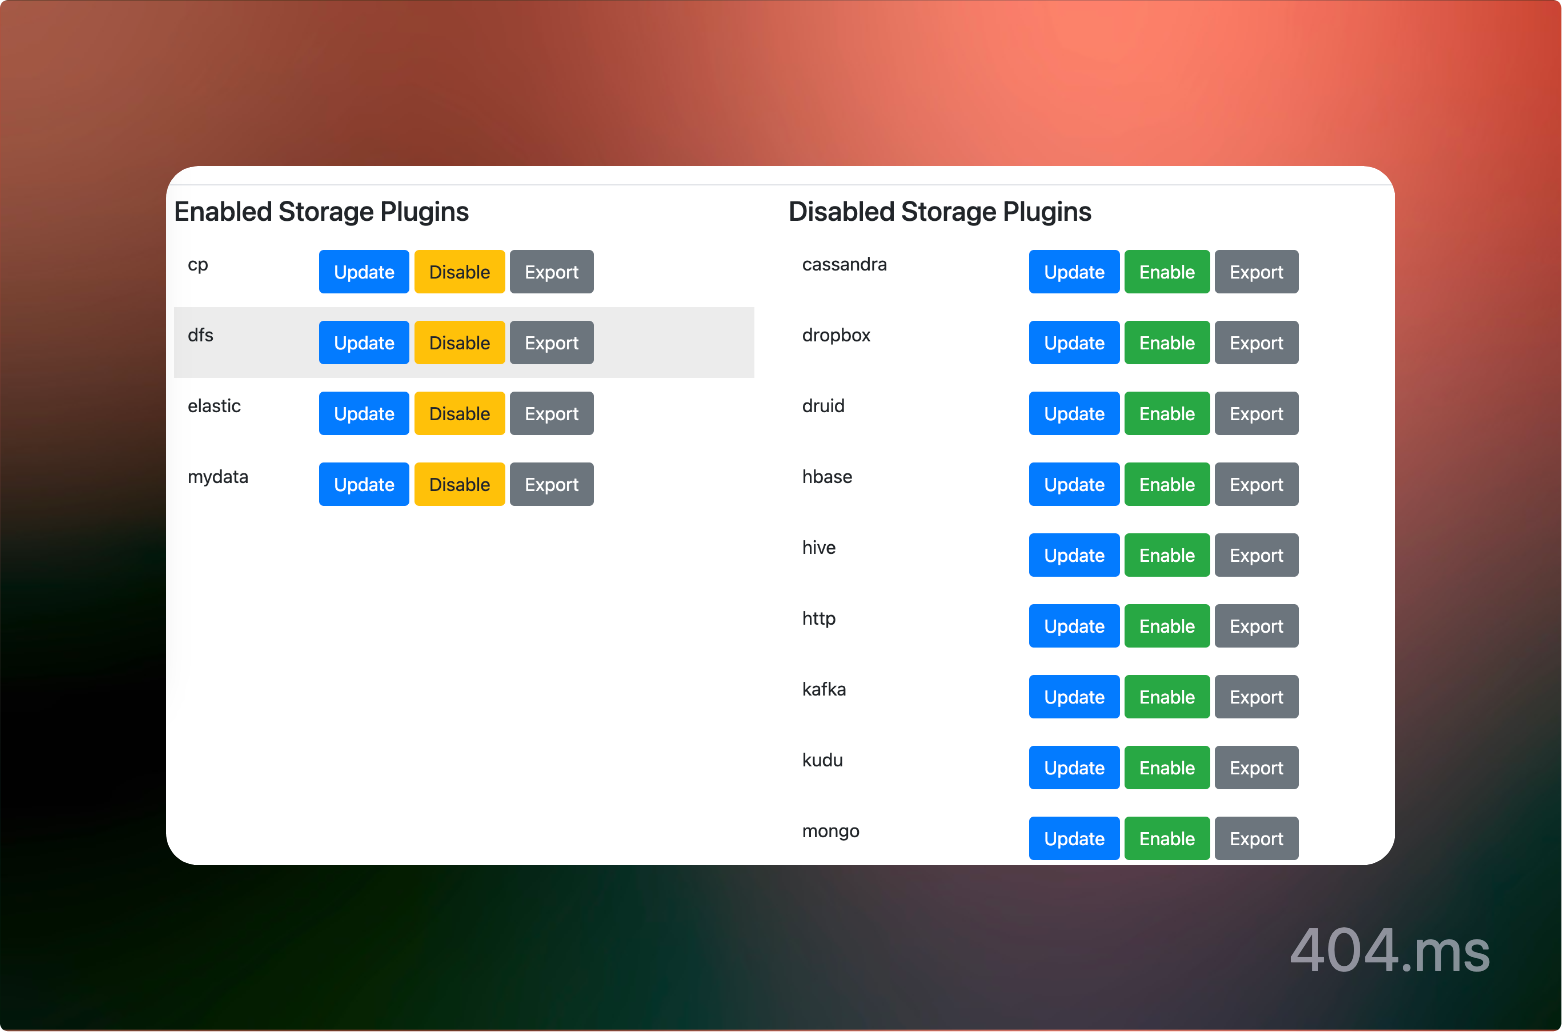 Enabled Storage Plugins
cp Update Disable Export
dfs Update Disable Export
elastic Update Disable Export
mydata Update Disable Export
Disabled Storage Plugins
cassandra Update Enable Export
dropbox Update Enable Export
druid Update Enable Export
hbase Update Enable Export
hive Update Enable Export
http Update Enable Export
kafka Update Enable Export
kudu Update Enable Export
mongo Update Enable Export
404.ms